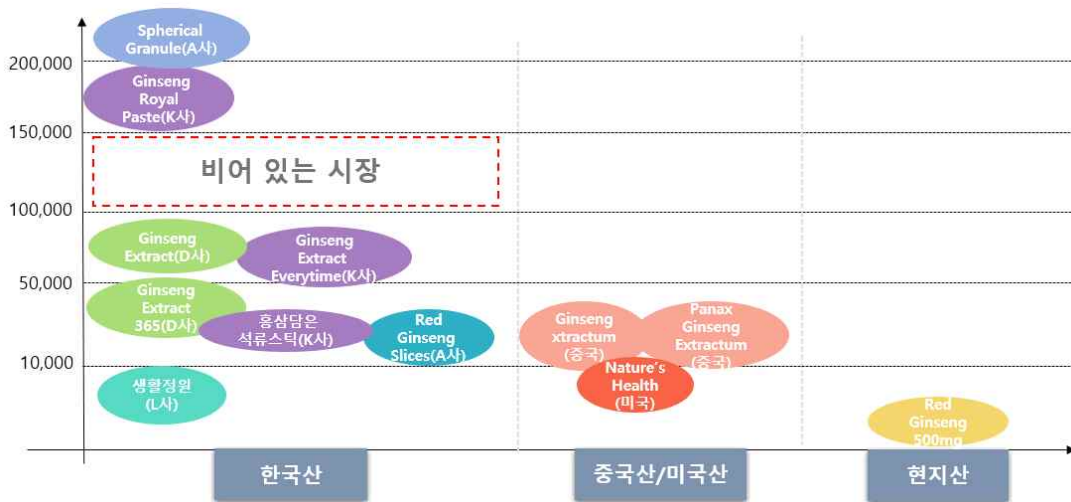 Spherical
Granule(A사)
200,000
Ginseng
Royal
Paste(K사)
150,000
비어 있는 시장
100,000
Ginseng
Extract(D사)
Ginseng
Extract
Everytime(K사)
50,000
Ginseng
Extract
365(D사)
홍삼담은
석류스틱(K사)
Red
Ginseng
Slices(A사)
Ginseng
xtractum
(중국)
Panax
Ginseng
Extractum
(중국)
10,000
생활정원
(L사)
Nature's
Health
(미국)
Red
Ginseng
500mg
한국산
중국산/미국산
현지산